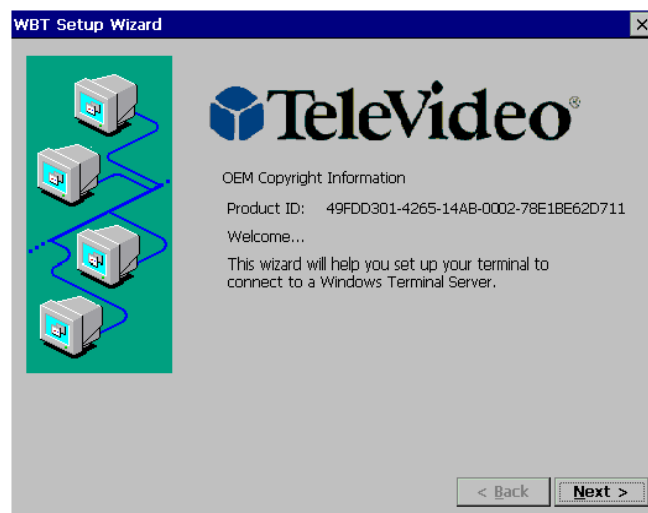 WBT Setup Wizard
TeleVideo®
OEM Copyright Information
Product ID: 49FDD301-4265-14AB-0002-78E1BE62D711
Welcome...
This wizard will help you set up your terminal to
connect to a Windows Terminal Server.
< Back Next >